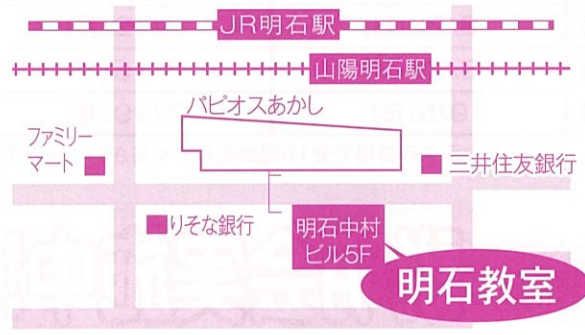 JR明石駅
山陽明石駅
パピオスあかし
ファミリー
マート
三井住友銀行
りそな銀行
明石中村
ビル5F
明石教室